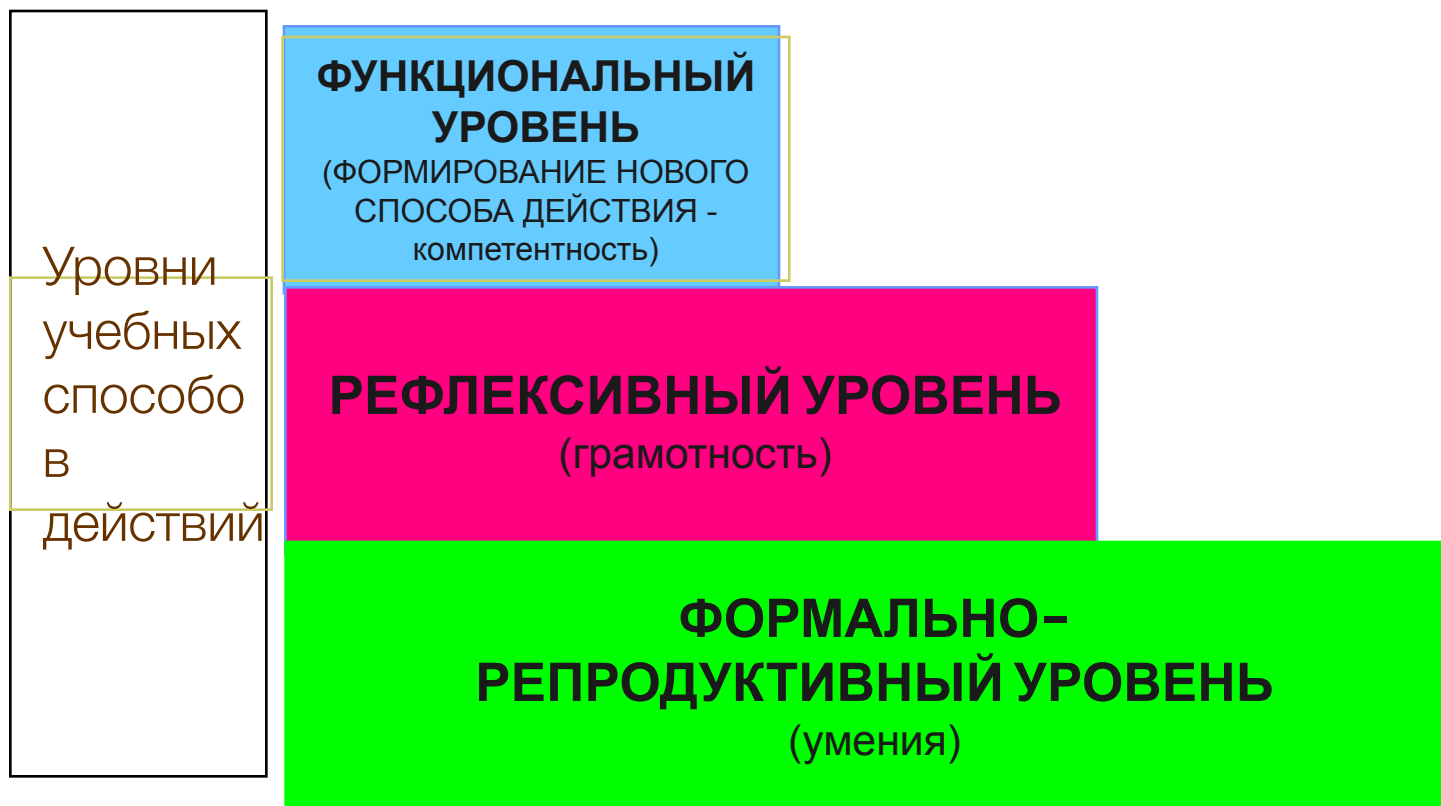 Уровни
учебных
способо
в
действий
ФУНКЦИОНАЛЬНЫЙ
УРОВЕНЬ
(ФОРМИРОВАНИЕ НОВОГО
СПОСОБА ДЕЙСТВИЯ -
компетентность)
РЕФЛЕКСИВНЫЙ УРОВЕНЬ
(грамотность)
ФОРМАЛЬНО-
РЕПРОДУКТИВНЫЙ УРОВЕНЬ
(умения)